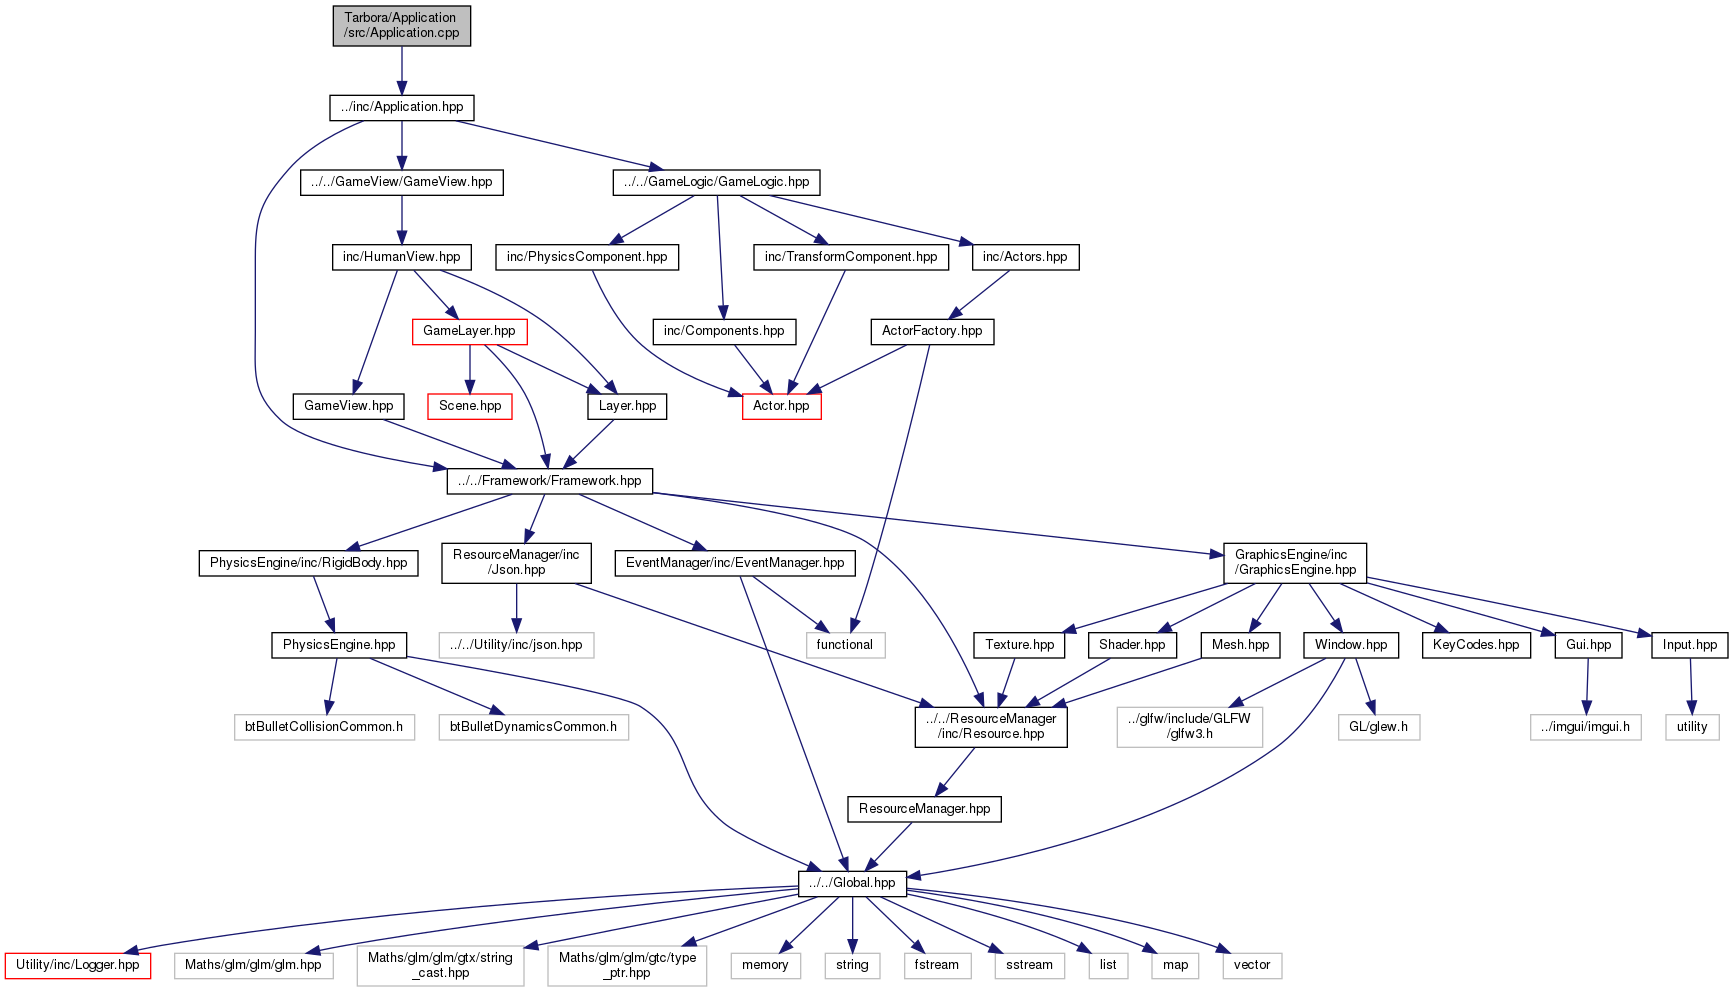 Tarbora/Application
/src/Application.cpp
../inc/Application.hpp
../../GameView/GameView.hpp
../../GameLogic/GameLogic.hpp
inc/HumanView.hpp
inc/PhysicsComponent.hpp
inc/TransformComponent.hpp
inc/Actors.hpp
GameLayer.hpp
inc/Components.hpp
ActorFactory.hpp
GameView.hpp
Scene.hpp
Layer.hpp
Actor.hpp
../../Framework/Framework.hpp
PhysicsEngine/inc/RigidBody.hpp
ResourceManager/inc
/Json.hpp
EventManager/inc/EventManager.hpp
GraphicsEngine/inc
/GraphicsEngine.hpp
PhysicsEngine.hpp
../../Utility/inc/json.hpp
functional
Texture.hpp
Shader.hpp
Mesh.hpp
Window.hpp
KeyCodes.hpp
Gui.hpp
Input.hpp
btBulletCollisionCommon.h
btBulletDynamicsCommon.h
../../ResourceManager
/inc/Resource.hpp
../glfw/include/GLFW
/glfw3.h
GL/glew.h
../imgui/imgui.h
utility
ResourceManager.hpp
../../Global.hpp
Utility/inc/Logger.hpp
Maths/glm/glm/glm.hpp
Maths/glm/glm/gtx/string
_cast.hpp
Maths/glm/glm/gtc/type
_ptr.hpp
memory
string
fstream
sstream
list
map
vector